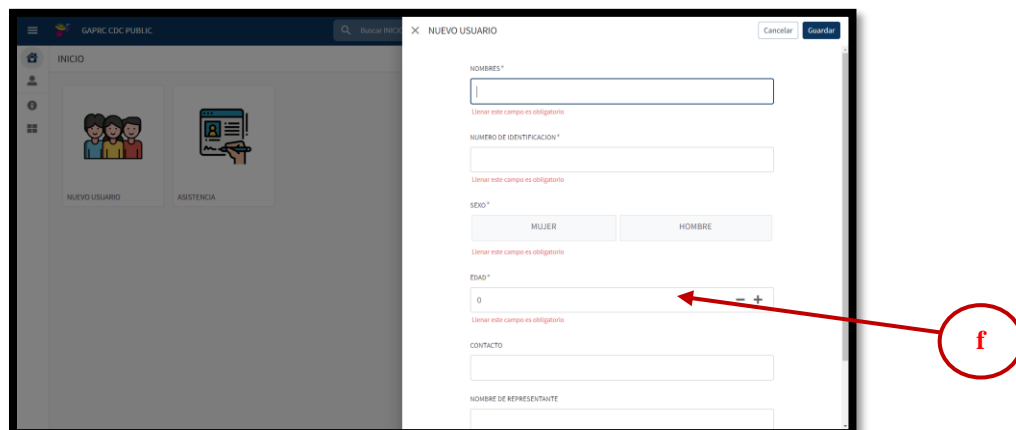 GAPRC CDC PUBLIC
Buscar INICI
NUEVO USUARIO
Cancelar
Guardar
INICIO
NOMBRES*
Llenar este campo es obligatorio
NUMERO DE IDENTIFICACION*
Llenar este campo es obligatorio
NUEVO USUARIO
ASISTENCIA
SEXO*
MUJER
HOMBRE
Llenar este campo es obligatorio
EDAD*
0
Llenar este campo es obligatorio
f
CONTACTO
NOMBRE DE REPRESENTANTE